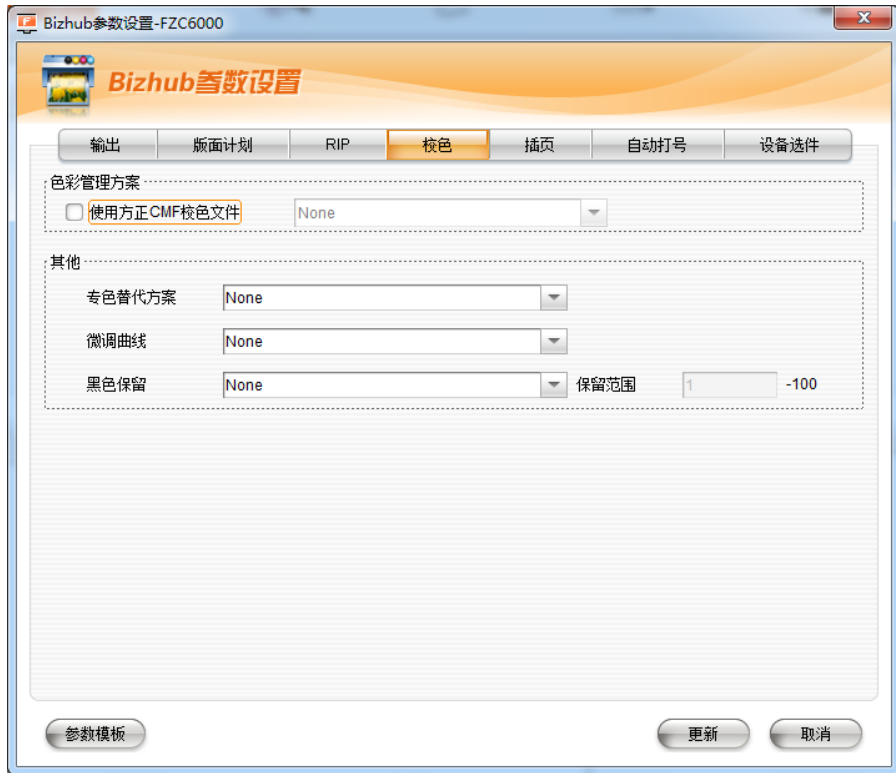 Bizhub参数设置-FZC6000
Bizhub参数设置
输出 版面计划 RIP 校色 插页 自动打号 设备选件
色彩管理方案
使用方正CMF校色文件 None
其他
专色替代方案 None
微调曲线 None
黑色保留 None 保留范围 1 -100
参数模板 更新 取消